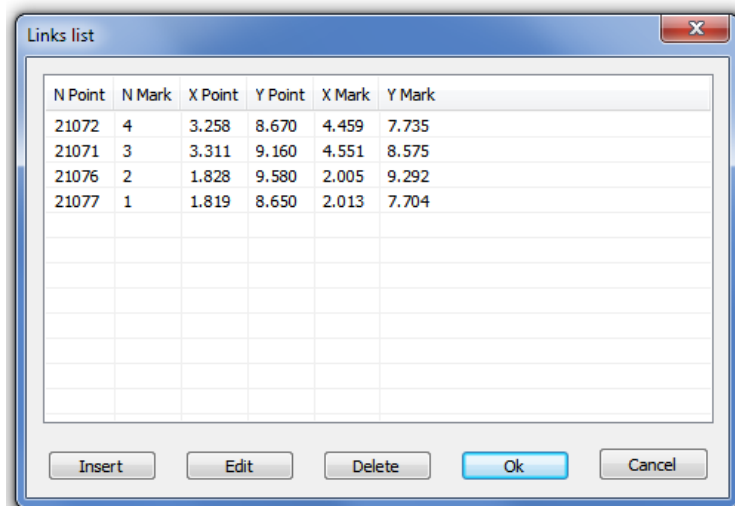 Links list
N Point N Mark X Point Y Point X Mark Y Mark
21072 4 3.258 8.670 4.459 7.735
21071 3 3.311 9.160 4.551 8.575
21076 2 1.828 9.580 2.005 9.292
21077 1 1.819 8.650 2.013 7.704
Insert Edit Delete Ok Cancel